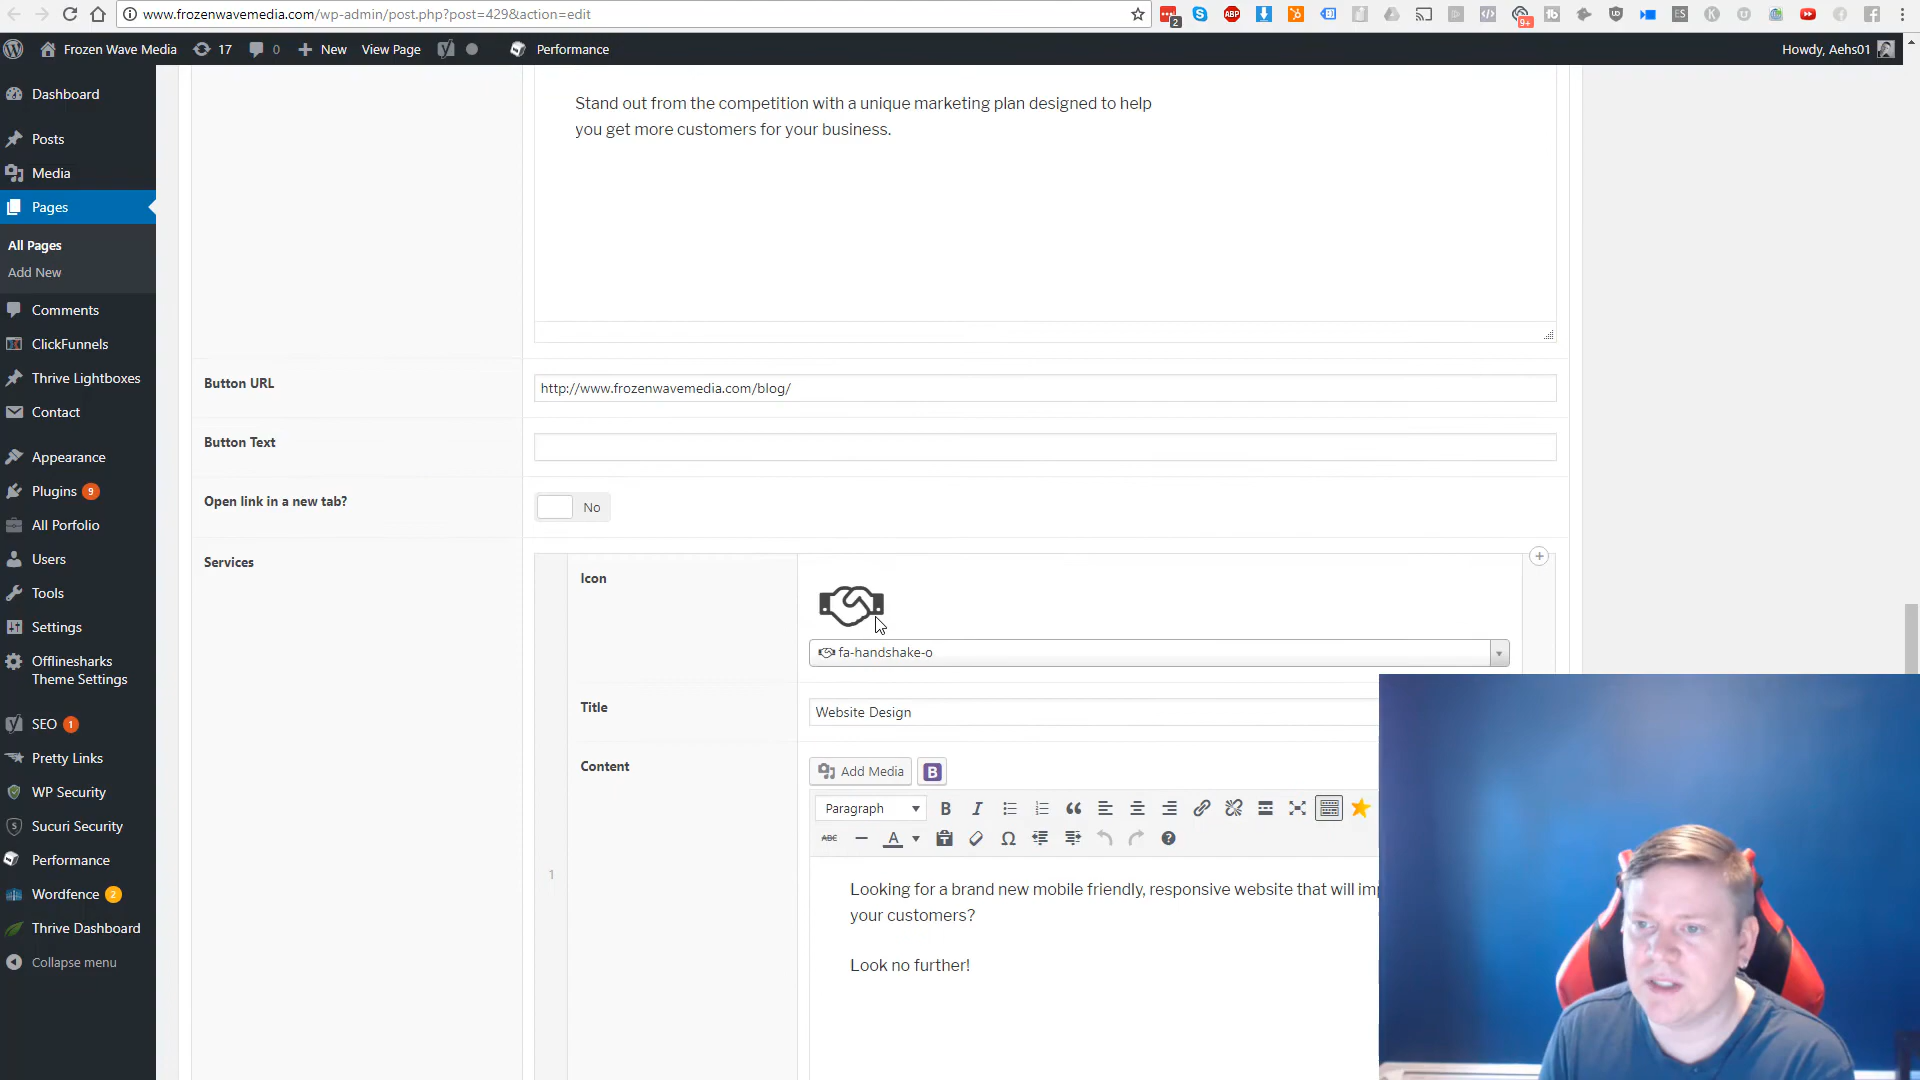 www.frozenwavemedia.com/wp-admin/post.php?post=429&action=edit
2
ABP
9+
ES
K
Frozen Wave Media
17
0
New
View Page
Performance
Howdy, Aehs01
Dashboard
Posts
Media
Pages
All Pages
Add New
Comments
ClickFunnels
Thrive Lightboxes
Contact
Appearance
Plugins 9
All Porfolio
Users
Tools
Settings
Offlinesharks
Theme Settings
SEO 1
Pretty Links
WP Security
Sucuri Security
Performance
Wordfence 2
Thrive Dashboard
Collapse menu
Stand out from the competition with a unique marketing plan designed to help
you get more customers for your business.
Button URL
http://www.frozenwavemedia.com/blog/
Button Text
Open link in a new tab?
No
Services
1
Icon
fa-handshake-o
Title
Website Design
Content
Add Media
B
Paragraph
B
I
ABC
A
Ω
Looking for a brand new mobile friendly, responsive website that will imp
your customers?
Look no further!